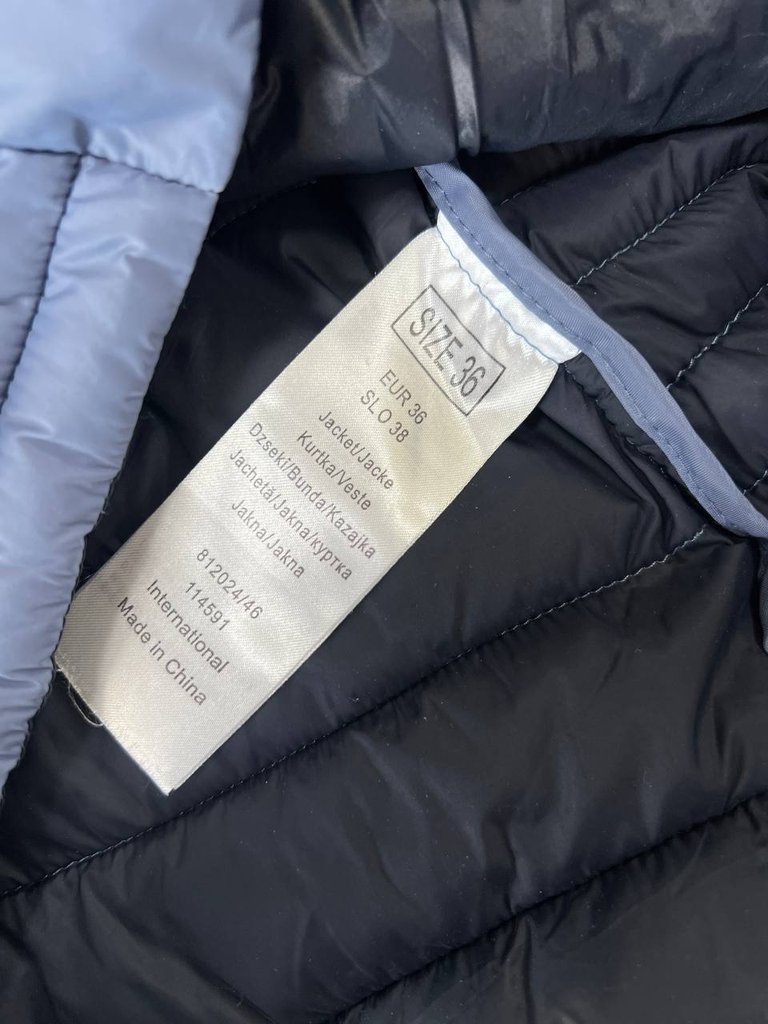 SIZE 36
EUR 36
SLO 38
Jacket/Jacke
Kurtka/Veste
Dzseki/Bunda/Kazajka
Jachetă/Jakna/куртка
Jakna/Jakna
812024/46
114591
International
Made in China